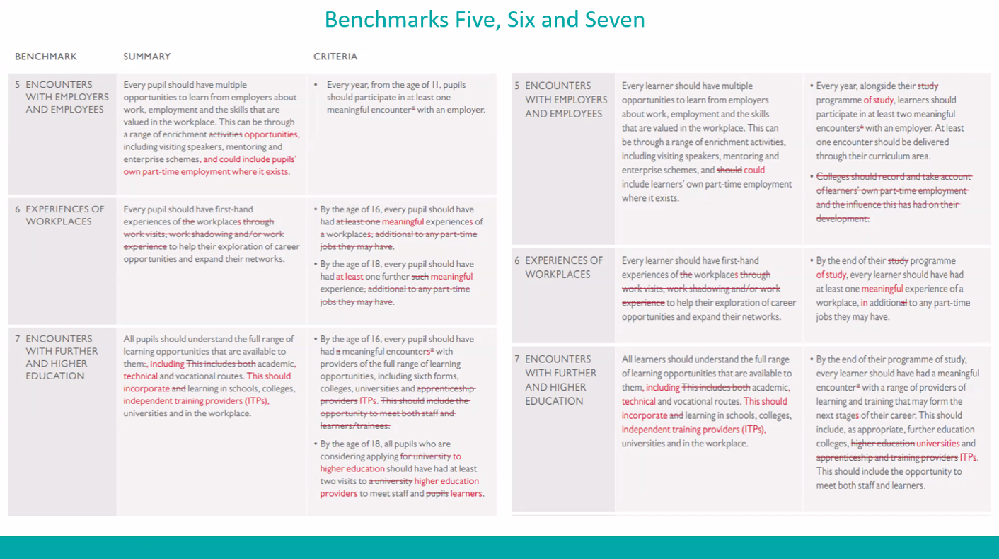 Benchmarks Five, Six and Seven
BENCHMARK
SUMMARY
CRITERIA
5 ENCOUNTERS
WITH EMPLOYERS
AND EMPLOYEES
Every pupil should have multiple
opportunities to learn from employers about
work, employment and the skills that are
valued in the workplace. This can be through
a range of enrichment activities opportunities,
including visiting speakers, mentoring and
enterprise schemes, and could include pupils'
own part-time employment where it exists.
• Every year, from the age of 11, pupils
should participate in at least one
meaningful encounter* with an employer.
6 EXPERIENCES OF
WORKPLACES
Every pupil should have first-hand
experiences of the workplaces through
work visits, work shadowing and/or work
experience to help their exploration of career
opportunities and expand their networks.
• By the age of 16, every pupil should have
had at least one meaningful experiences of
a workplaces, additional to any part-time
jobs they may have.
• By the age of 18, every pupil should have
had at least one further such meaningful
experience, additional to any part-time
jobs they may have.
7 ENCOUNTERS
WITH FURTHER
AND HIGHER
EDUCATION
All pupils should understand the full range of
learning opportunities that are available to
them., including This includes both academic,
technical and vocational routes. This should
incorporate and learning in schools, colleges,
independent training providers (ITPs),
universities and in the workplace.
• By the age of 16, every pupil should have
had a meaningful encounters* with
providers of the full range of learning
opportunities, including sixth forms,
colleges, universities and apprenticeship
providers ITPs. This should include the
opportunity to meet both staff and
learners/trainees.
• By the age of 18, all pupils who are
considering applying for university to
higher education should have had at least
two visits to a university higher education
providers to meet staff and pupils learners.
5 ENCOUNTERS
WITH EMPLOYERS
AND EMPLOYEES
Every learner should have multiple
opportunities to learn from employers
about work, employment and the skills
that are valued in the workplace. This can
be through a range of enrichment activities,
including visiting speakers, mentoring and
enterprise schemes, and should could
include learners' own part-time employment
where it exists.
• Every year, alongside their study
programme of study, learners should
participate in at least two meaningful
encounters* with an employer. At least
one encounter should be delivered
through their curriculum area.
• Colleges should record and take account
of learners' own part-time employment
and the influence this has had on their
development.
6 EXPERIENCES OF
WORKPLACES
Every learner should have first-hand
experiences of the workplaces through
work visits, work shadowing and/or work
experience to help their exploration of career
opportunities and expand their networks.
• By the end of their study programme
of study, every learner should have had
at least one meaningful experience of a
workplace, in additional to any part-time
jobs they may have.
7 ENCOUNTERS
WITH FURTHER
AND HIGHER
EDUCATION
All learners should understand the full range
of learning opportunities that are available to
them, including This includes both academic,
technical and vocational routes. This should
incorporate and learning in schools, colleges,
independent training providers (ITPs),
universities and in the workplace.
• By the end of their programme of study,
every learner should have had a meaningful
encounter* with a range of providers of
learning and training that may form the
next stages of their career. This should
include, as appropriate, further education
colleges, higher education universities and
apprenticeship and training providers ITPs.
This should include the opportunity to
meet both staff and learners.